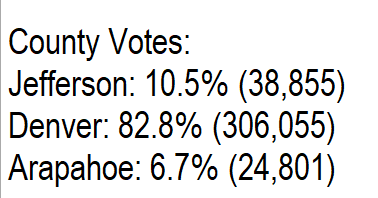 County Votes:
Jefferson: 10.5% (38,855)
Denver: 82.8% (306,055)
Arapahoe: 6.7% (24,801)